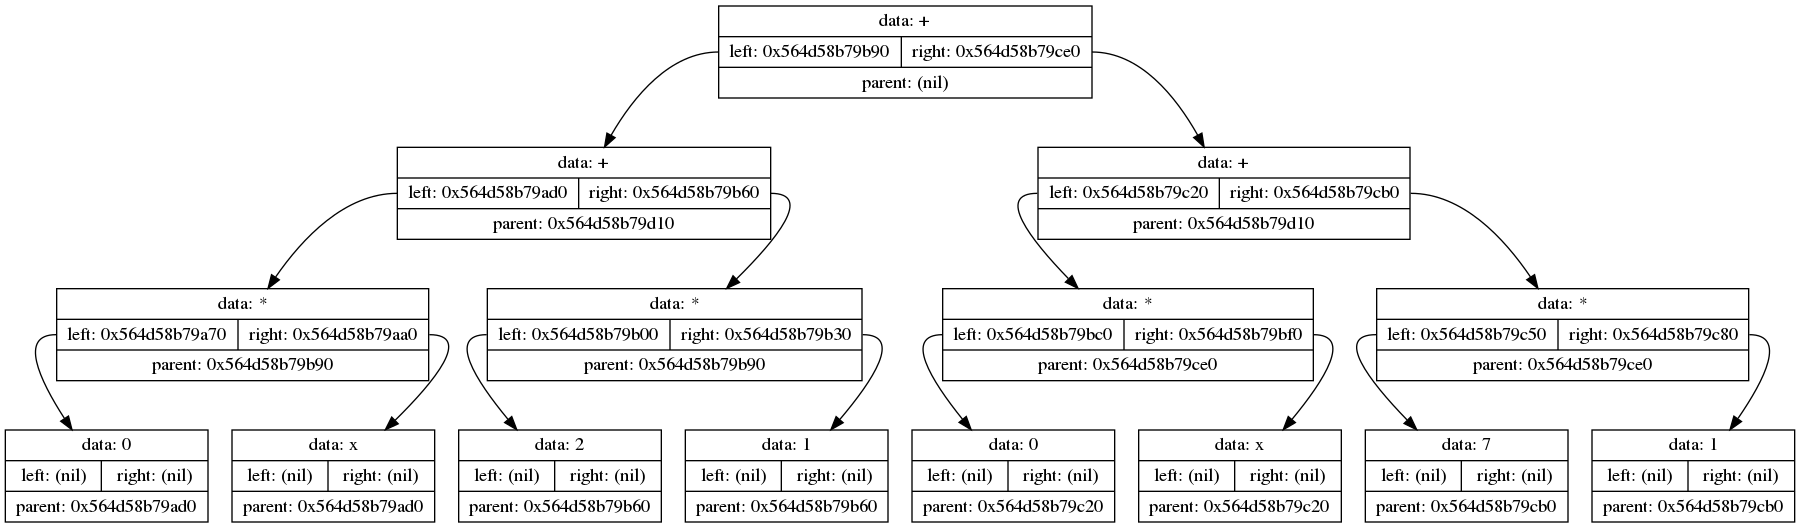 data: +
left: 0x564d58b79b90 right: 0x564d58b79ce0
parent: (nil)
data: +
left: 0x564d58b79ad0 right: 0x564d58b79b60
parent: 0x564d58b79d10
data: +
left: 0x564d58b79c20 right: 0x564d58b79cb0
parent: 0x564d58b79d10
data: *
left: 0x564d58b79a70 right: 0x564d58b79aa0
parent: 0x564d58b79b90
data: *
left: 0x564d58b79b00 right: 0x564d58b79b30
parent: 0x564d58b79b90
data: *
left: 0x564d58b79bc0 right: 0x564d58b79bf0
parent: 0x564d58b79ce0
data: *
left: 0x564d58b79c50 right: 0x564d58b79c80
parent: 0x564d58b79ce0
data: 0
left: (nil) right: (nil)
parent: 0x564d58b79ad0
data: x
left: (nil) right: (nil)
parent: 0x564d58b79ad0
data: 2
left: (nil) right: (nil)
parent: 0x564d58b79b60
data: 1
left: (nil) right: (nil)
parent: 0x564d58b79b60
data: 0
left: (nil) right: (nil)
parent: 0x564d58b79c20
data: x
left: (nil) right: (nil)
parent: 0x564d58b79c20
data: 7
left: (nil) right: (nil)
parent: 0x564d58b79cb0
data: 1
left: (nil) right: (nil)
parent: 0x564d58b79cb0